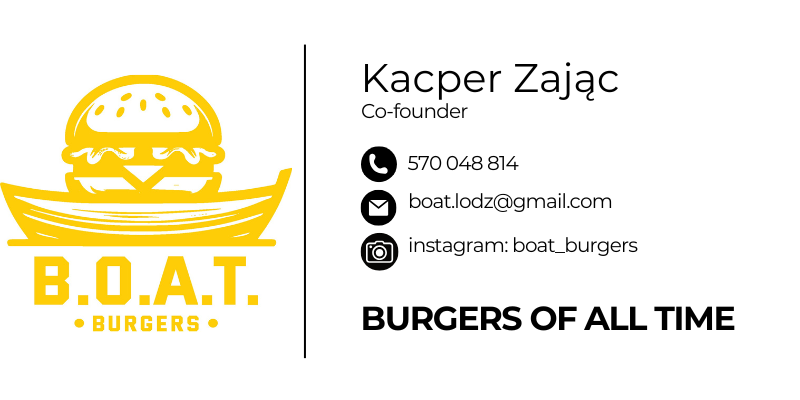 B.O.A.T.
• BURGERS •
Kacper Zając
Co-founder
570 048 814
boat.lodz@gmail.com
instagram: boat_burgers
BURGERS OF ALL TIME